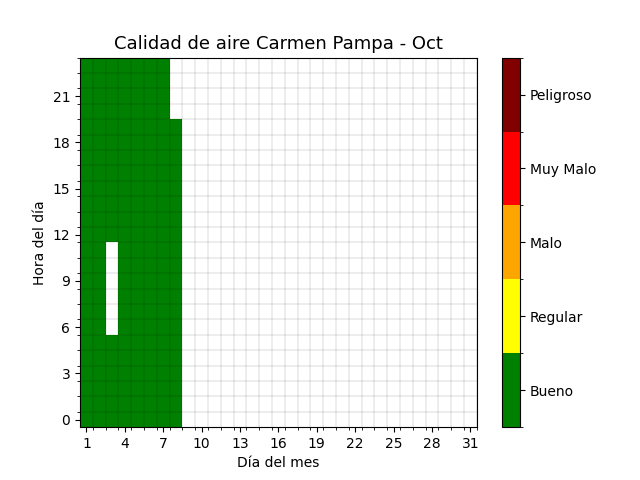 Calidad de aire Carmen Pampa - Oct
Hora del día
21
18
15
12
9
6
3
0
1 4 7 10 13 16 19 22 25 28 31
Día del mes
Peligroso
Muy Malo
Malo
Regular
Bueno